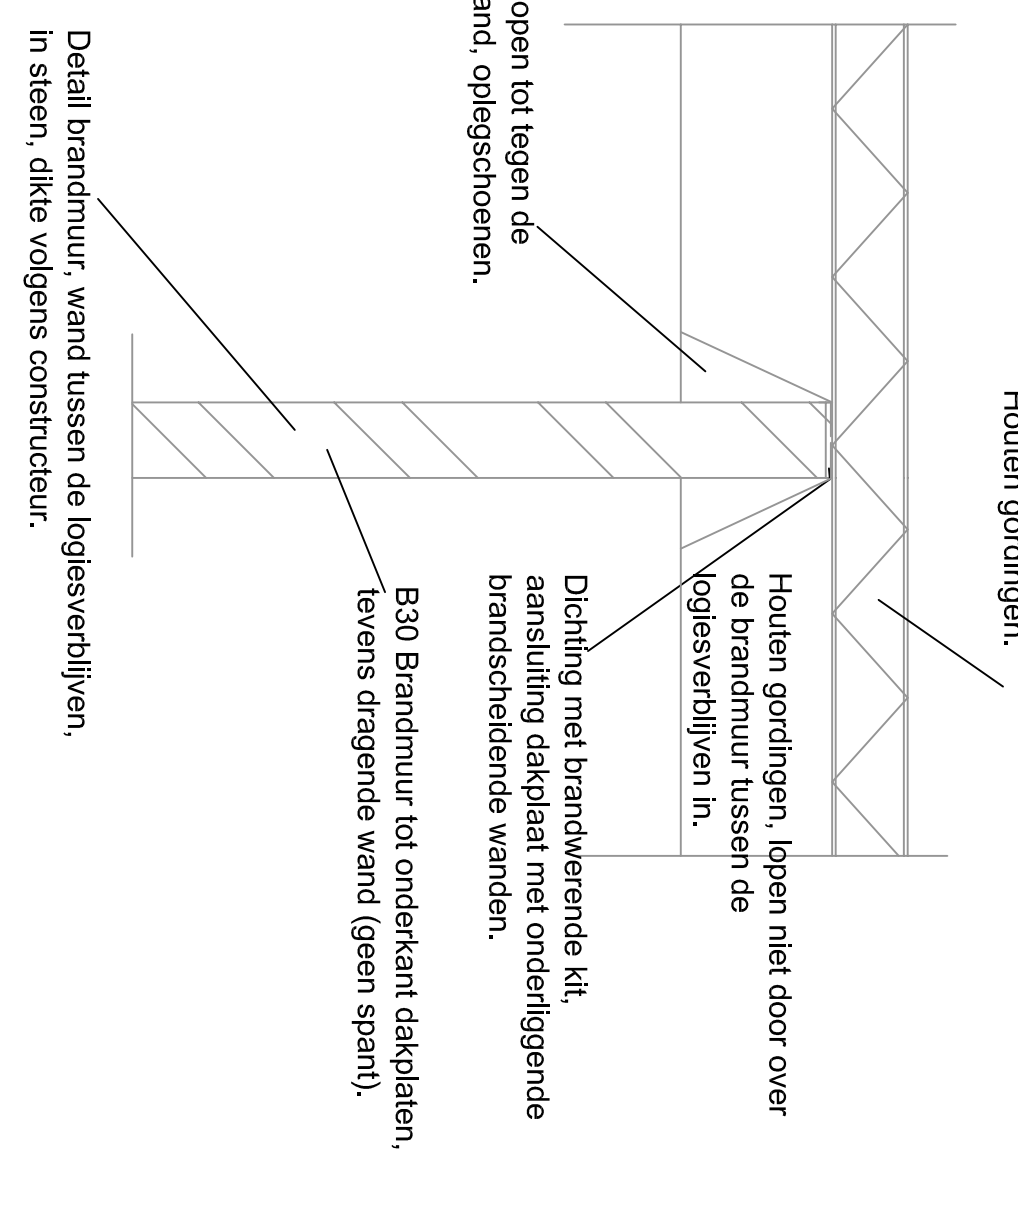 Houten gordingen.
Houten gordingen, lopen niet door over
de brandmuur tussen de
logiesverblijven in.
Dichting met brandwerende kit,
aansluiting dakplaat met onderliggende
brandscheidende wanden.
open tot tegen de
and, oplegschoenen.
B30 Brandmuur tot onderkant dakplaten,
tevens dragende wand (geen spant).
Detail brandmuur, wand tussen de logiesverblijven,
in steen, dikte volgens constructeur.